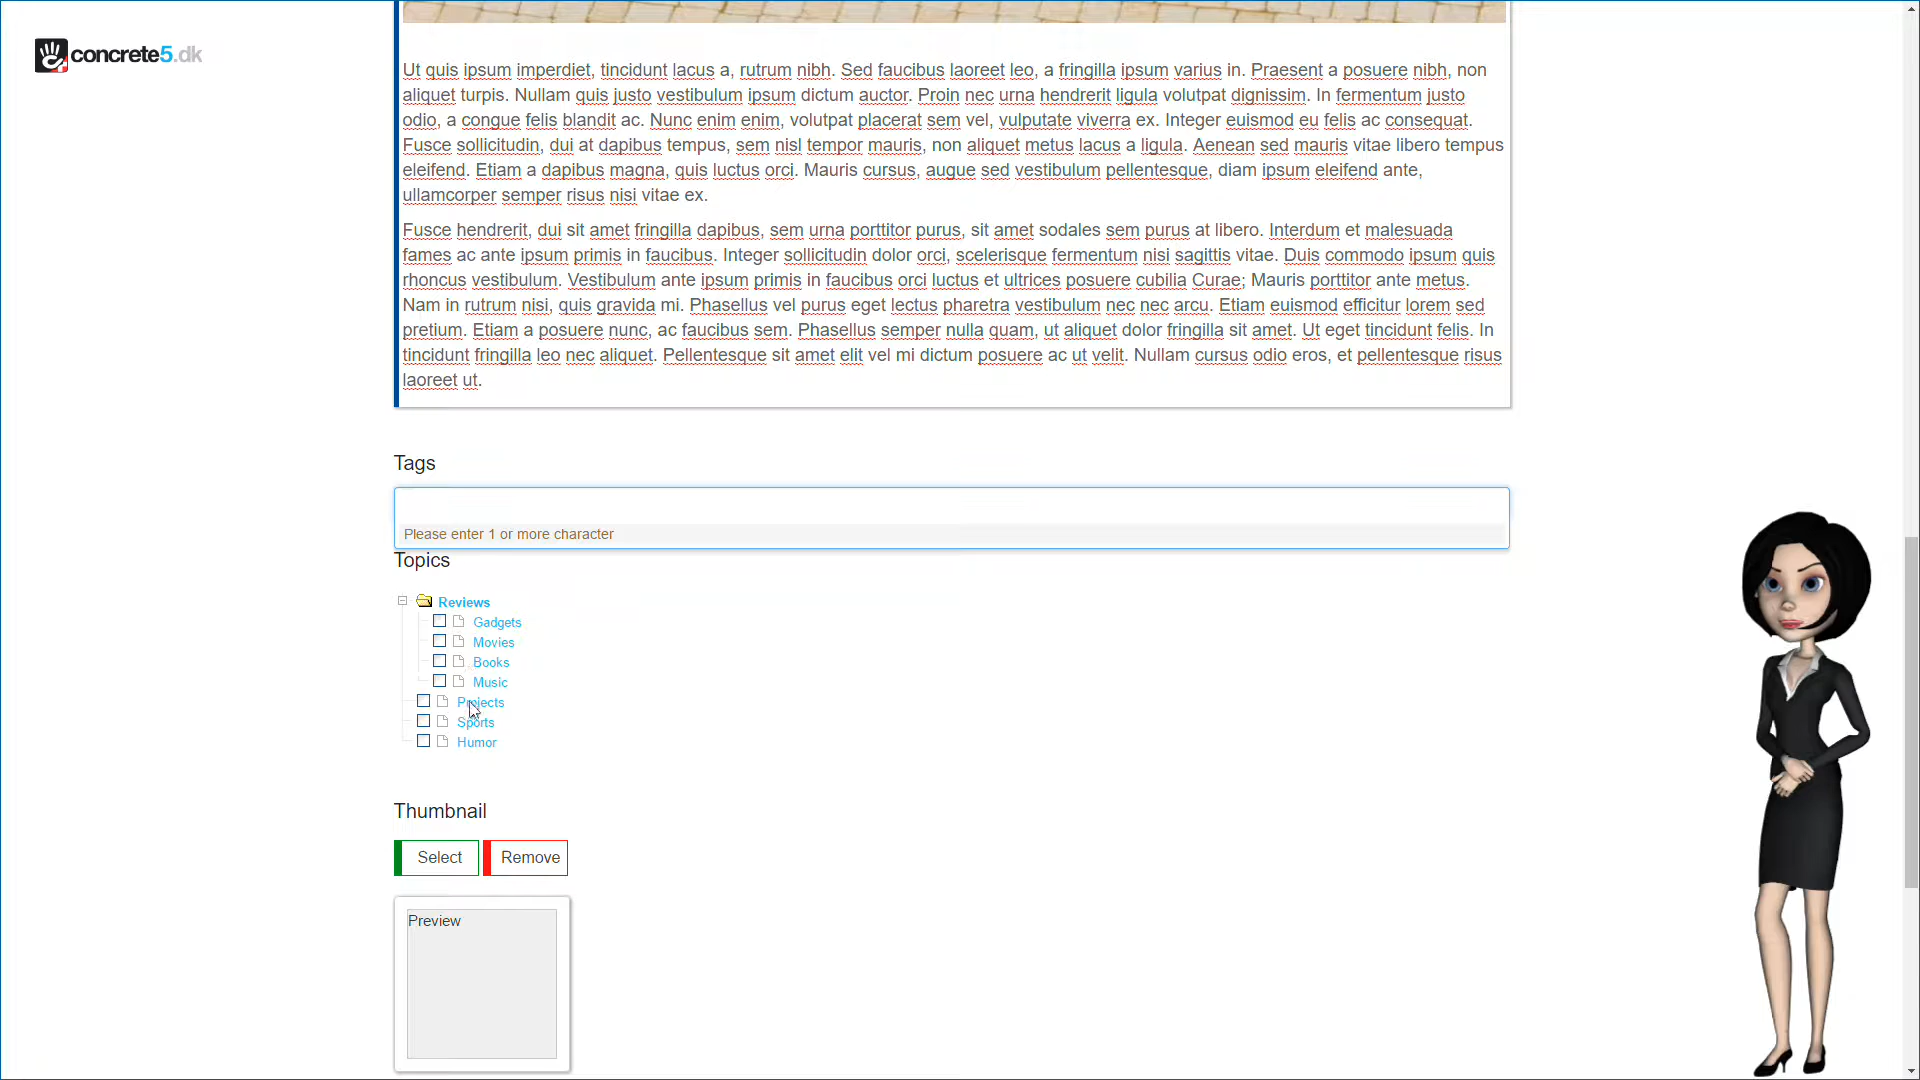 concrete5.dk
Ut quis ipsum imperdiet, tincidunt lacus a, rutrum nibh. Sed faucibus laoreet leo, a fringilla ipsum varius in. Praesent a posuere nibh, non
aliquet turpis. Nullam quis justo vestibulum ipsum dictum auctor. Proin nec urna hendrerit ligula volutpat dignissim. In fermentum justo
odio, a congue felis blandit ac. Nunc enim enim, volutpat placerat sem vel, vulputate viverra ex. Integer euismod eu felis ac consequat.
Fusce sollicitudin, dui at dapibus tempus, sem nisl tempor mauris, non aliquet metus lacus a ligula. Aenean sed mauris vitae libero tempus
eleifend. Etiam a dapibus magna, quis luctus orci. Mauris cursus, augue sed vestibulum pellentesque, diam ipsum eleifend ante,
ullamcorper semper risus nisi vitae ex.
Fusce hendrerit, dui sit amet fringilla dapibus, sem urna porttitor purus, sit amet sodales sem purus at libero. Interdum et malesuada
fames ac ante ipsum primis in faucibus. Integer sollicitudin dolor orci, scelerisque fermentum nisi sagittis vitae. Duis commodo ipsum quis
rhoncus vestibulum. Vestibulum ante ipsum primis in faucibus orci luctus et ultrices posuere cubilia Curae; Mauris porttitor ante metus.
Nam in rutrum nisi, quis gravida mi. Phasellus vel purus eget lectus pharetra vestibulum nec nec arcu. Etiam euismod efficitur lorem sed
pretium. Etiam a posuere nunc, ac faucibus sem. Phasellus semper nulla quam, ut aliquet dolor fringilla sit amet. Ut eget tincidunt felis. In
tincidunt fringilla leo nec aliquet. Pellentesque sit amet elit vel mi dictum posuere ac ut velit. Nullam cursus odio eros, et pellentesque risus
laoreet ut.
Tags
Please enter 1 or more character
Topics
Reviews
Gadgets
Movies
Books
Music
Projects
Sports
Humor
Thumbnail
Select Remove
Preview